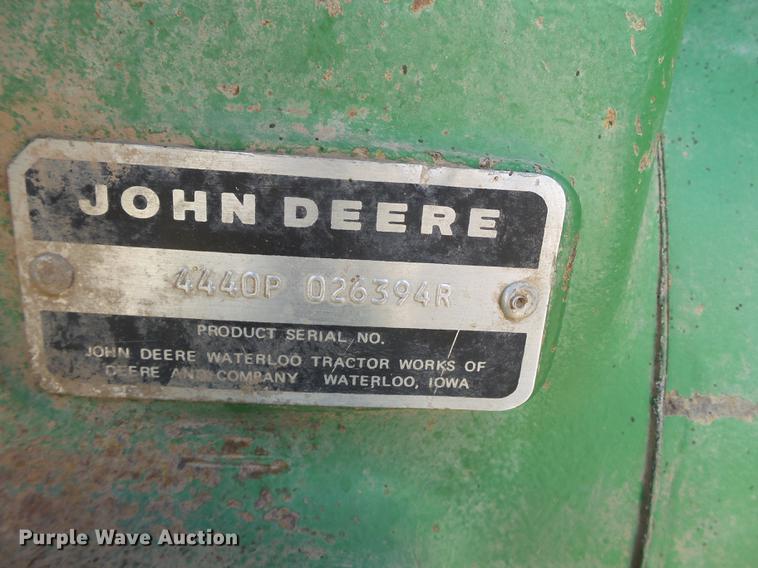 JOHN DEERE
4440P 026394R
PRODUCT SERIAL NO.
JOHN DEERE WATERLOO TRACTOR WORKS OF
DEERE AND COMPANY WATERLOO, IOWA
Purple Wave Auction